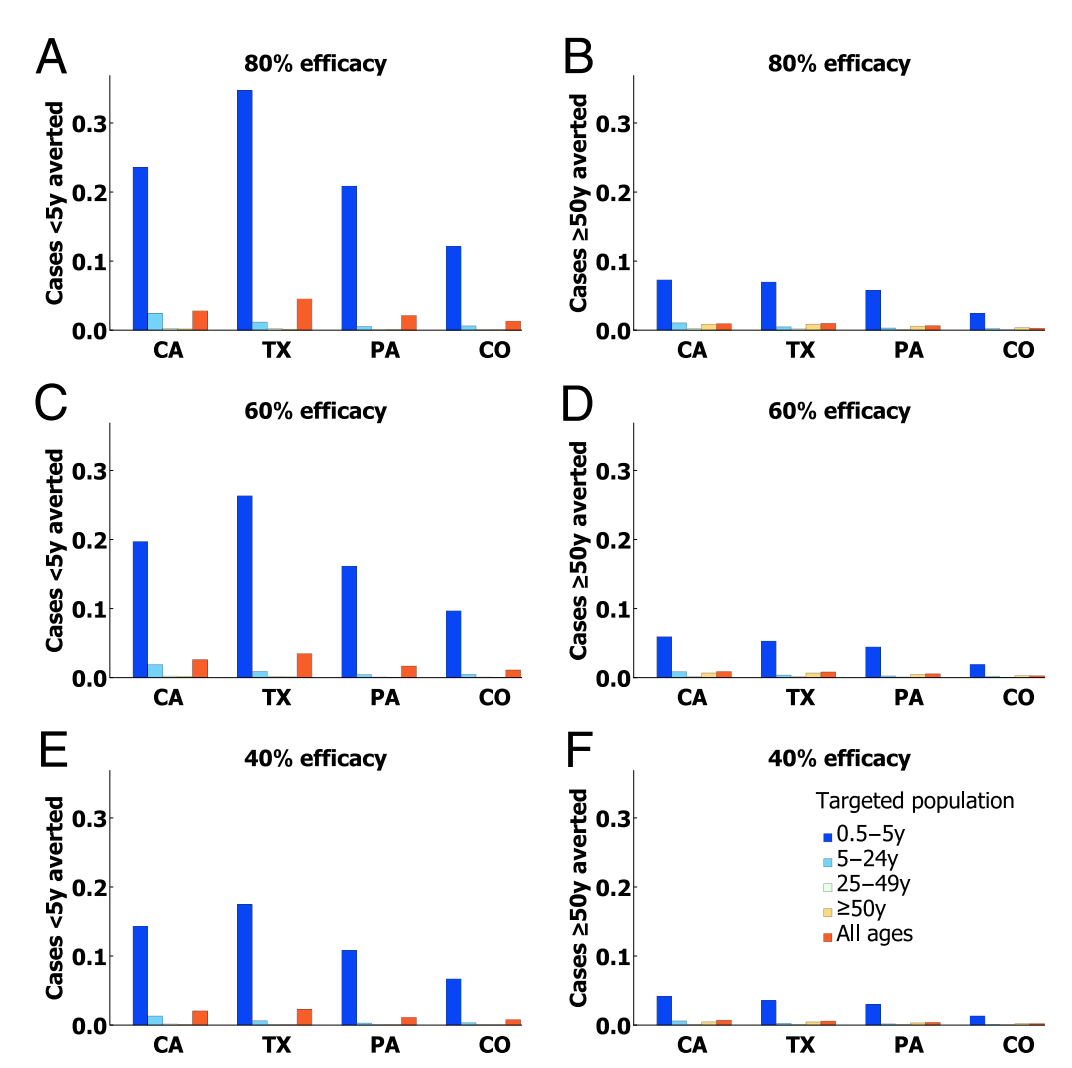 A
80% efficacy
Cases <5y averted
0.3
0.2
0.1
0.0
CA TX PA CO
B
80% efficacy
Cases ≥50y averted
0.3
0.2
0.1
0.0
CA TX PA CO
C
60% efficacy
Cases <5y averted
0.3
0.2
0.1
0.0
CA TX PA CO
D
60% efficacy
Cases ≥50y averted
0.3
0.2
0.1
0.0
CA TX PA CO
E
40% efficacy
Cases <5y averted
0.3
0.2
0.1
0.0
CA TX PA CO
F
40% efficacy
Cases ≥50y averted
0.3
0.2
0.1
0.0
CA TX PA CO
Targeted population
0.5–5y
5–24y
25–49y
≥50y
All ages